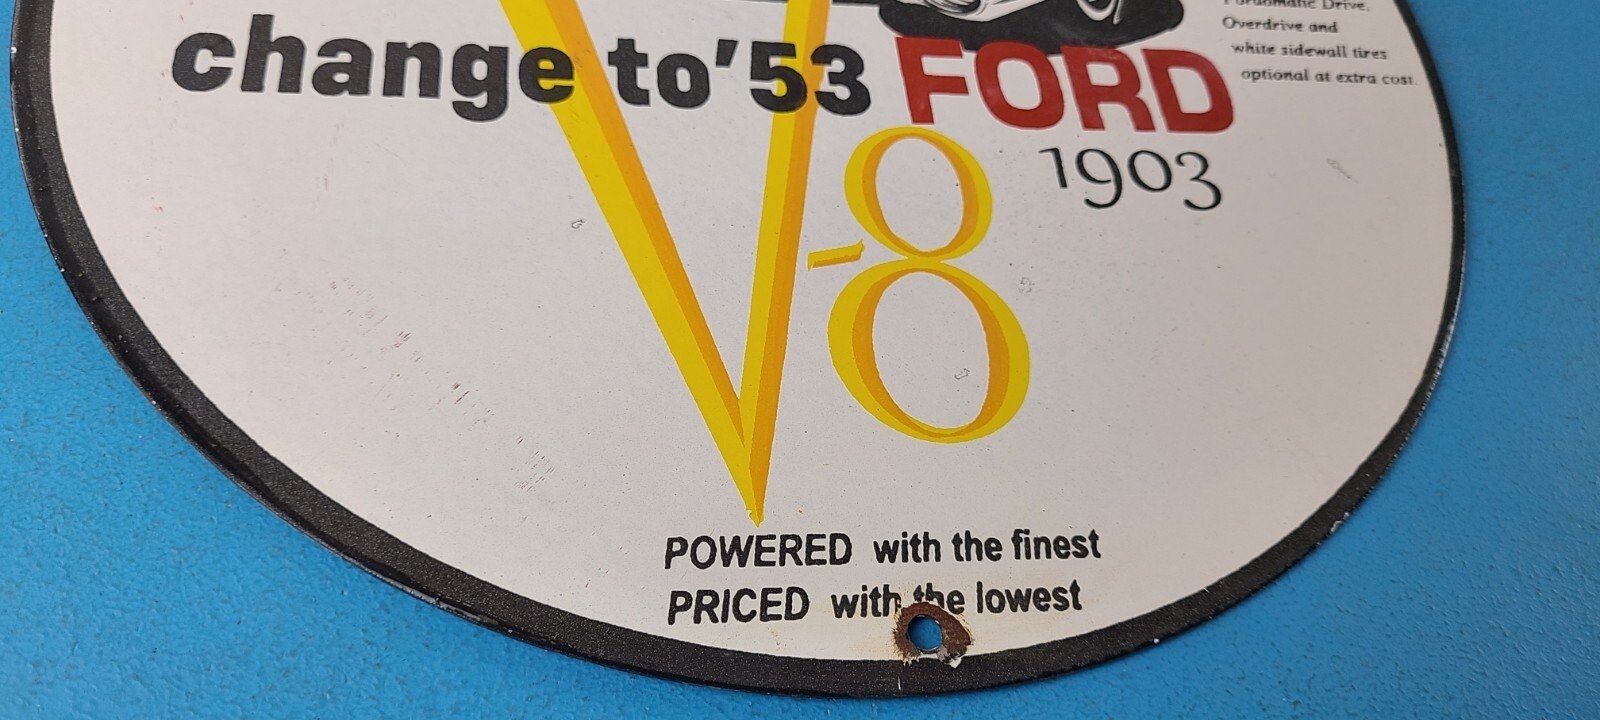 Fordomatic Drive,
Overdrive and
white sidewall tires
optional at extra cost.
change to '53 FORD
1903
V-8
POWERED with the finest
PRICED with the lowest